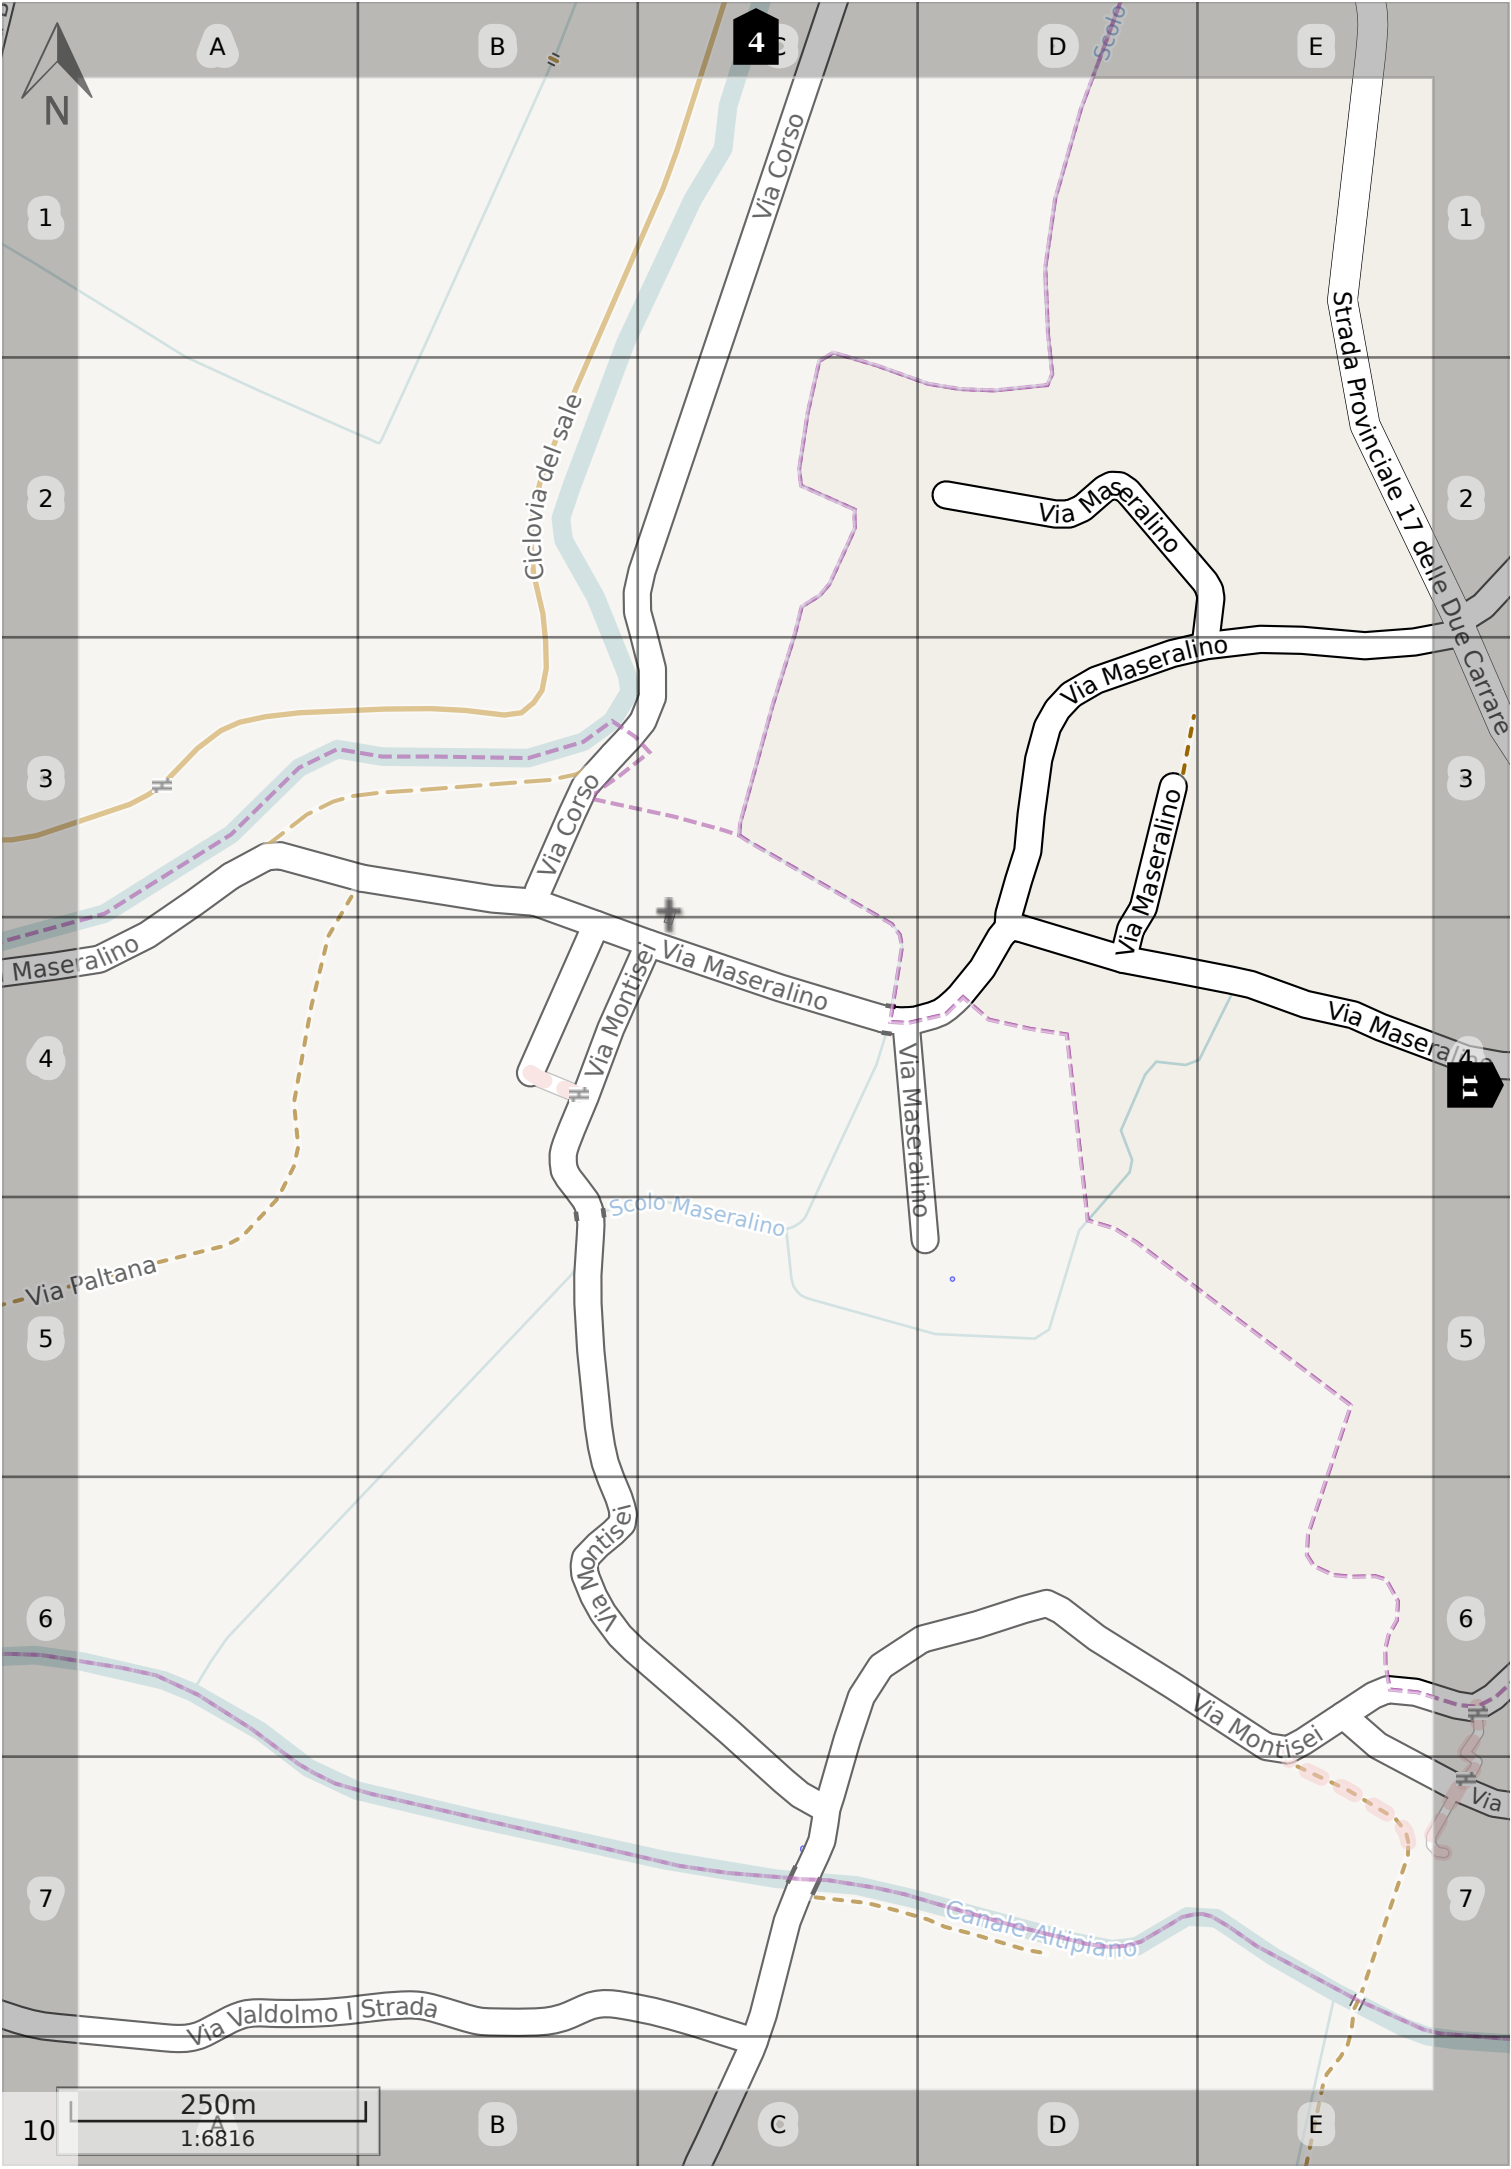 A
B
4
C
D
E
Scolo
N
Via Corso
1
1
Strada Provinciale 17 delle Due Carrare
Ciclovia del sale
2
2
Via Maseralino
Via Maseralino
3
3
Via Corso
Via Maseralino
Maseralino
Via Maseralino
Via Montisei
Via Maseralino
4
4
11
Via Maseralino
Scolo Maseralino
Via Paltana
5
5
Via Montisei
6
6
Via Montisei
Via
7
7
Canale Altipiano
Via Valdolmo I Strada
250m
1:6816
10
A
B
C
D
E